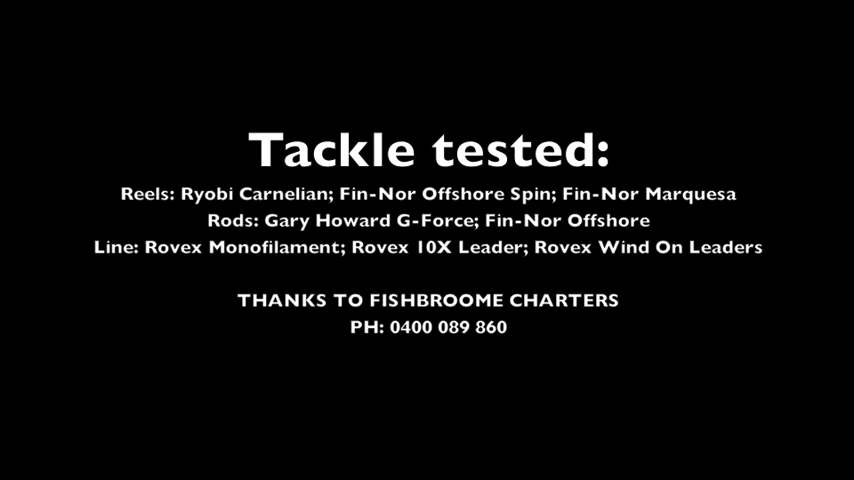 Tackle tested:
Reels: Ryobi Carnelian; Fin-Nor Offshore Spin; Fin-Nor Marquesa
Rods: Gary Howard G-Force; Fin-Nor Offshore
Line: Rovex Monofilament; Rovex 10X Leader; Rovex Wind On Leaders
THANKS TO FISHBROOME CHARTERS
PH: 0400 089 860